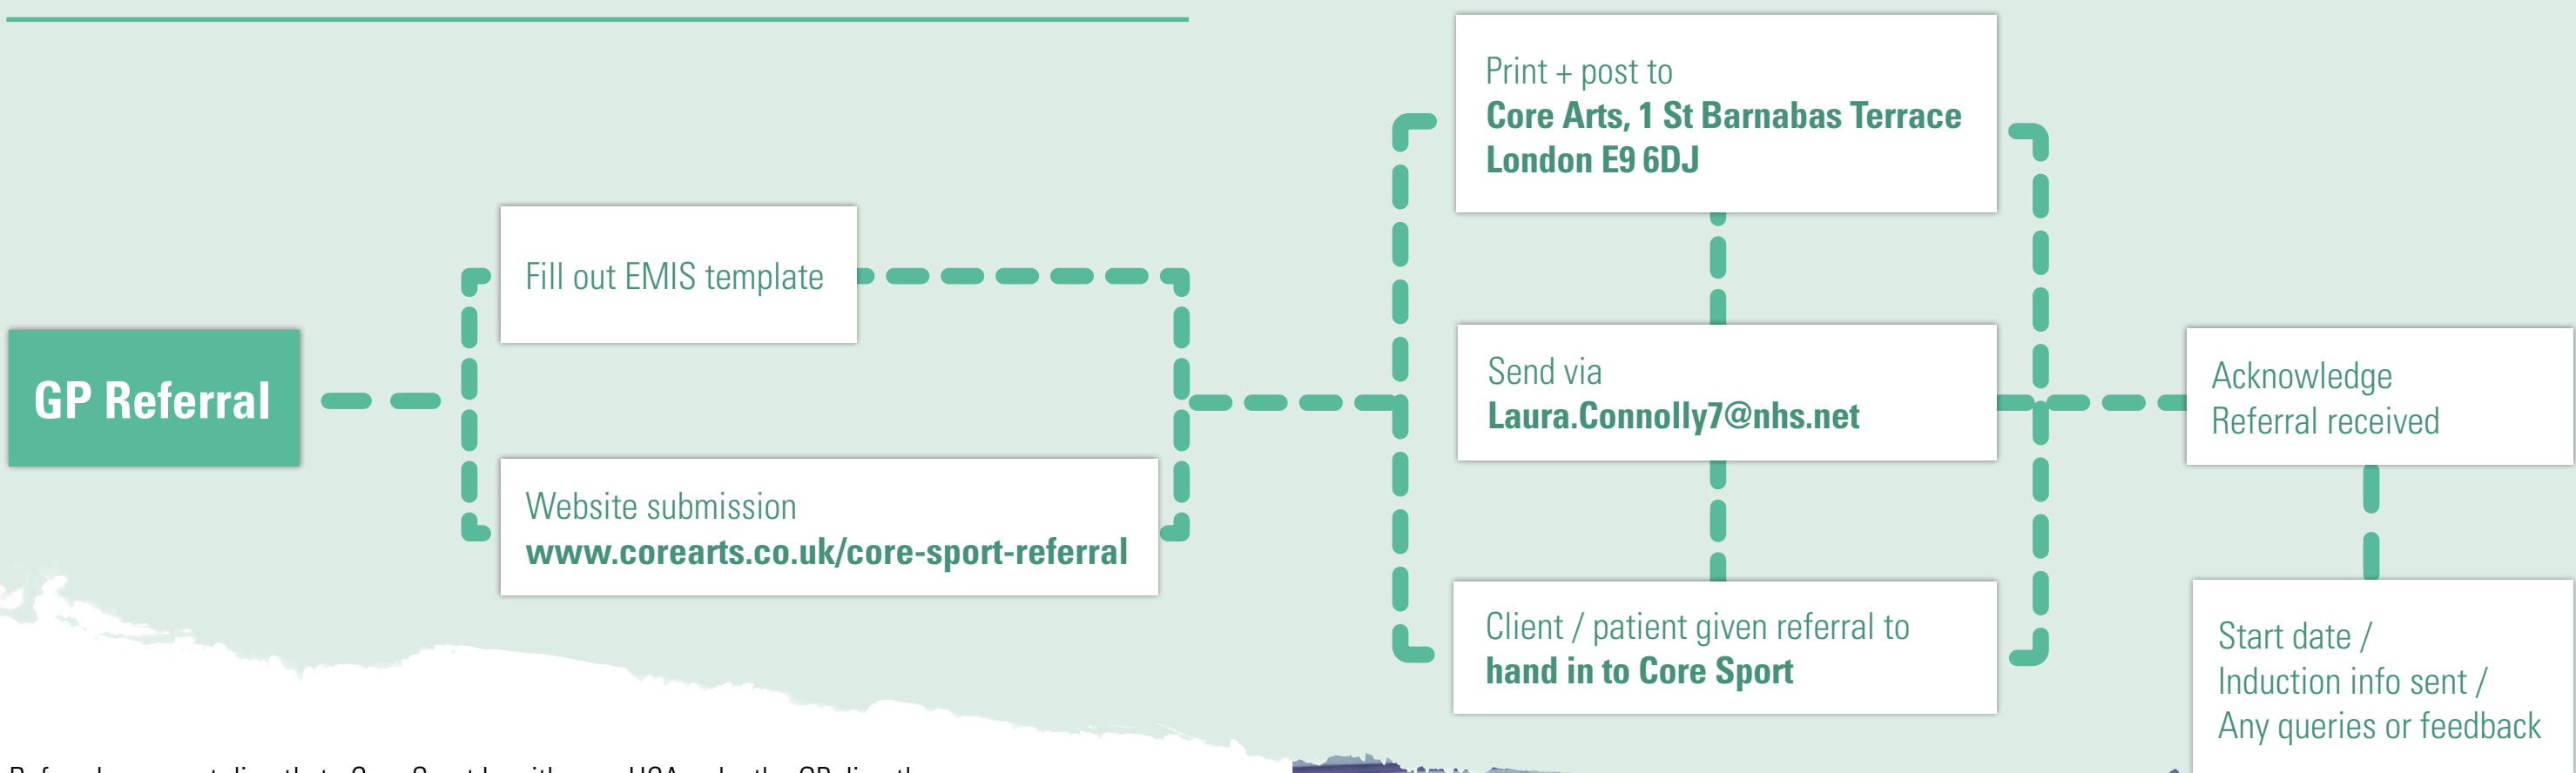 GP Referral
Fill out EMIS template
Website submission
www.corearts.co.uk/core-sport-referral
Print + post to
Core Arts, 1 St Barnabas Terrace
London E9 6DJ
Send via
Laura.Connolly7@nhs.net
Client / patient given referral to
hand in to Core Sport
Acknowledge
Referral received
Start date /
Induction info sent /
Any queries or feedback